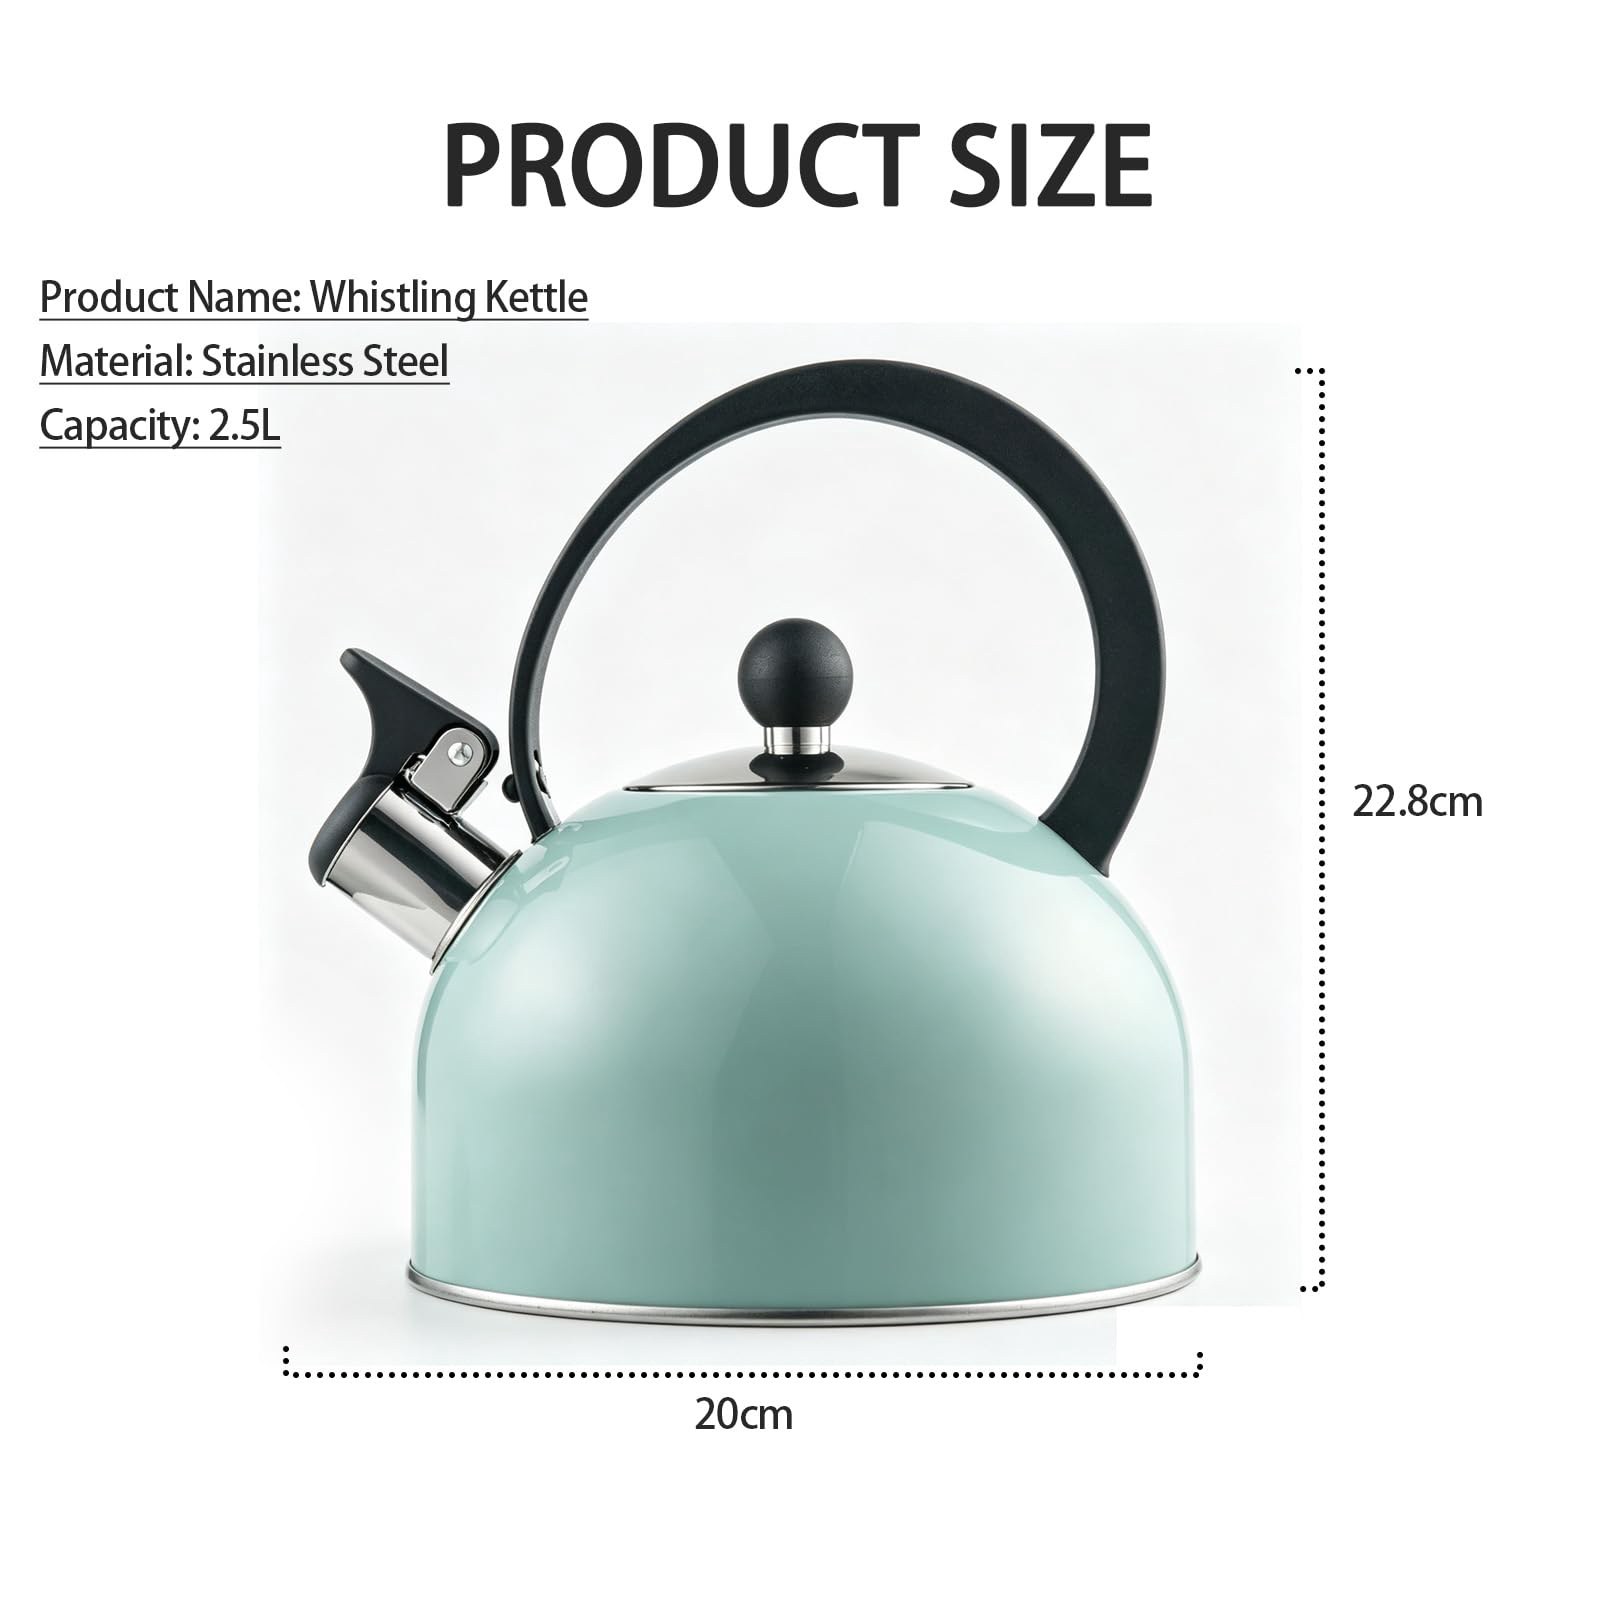 PRODUCT SIZE
Product Name: Whistling Kettle
Material: Stainless Steel
Capacity: 2.5L
22.8cm
20cm